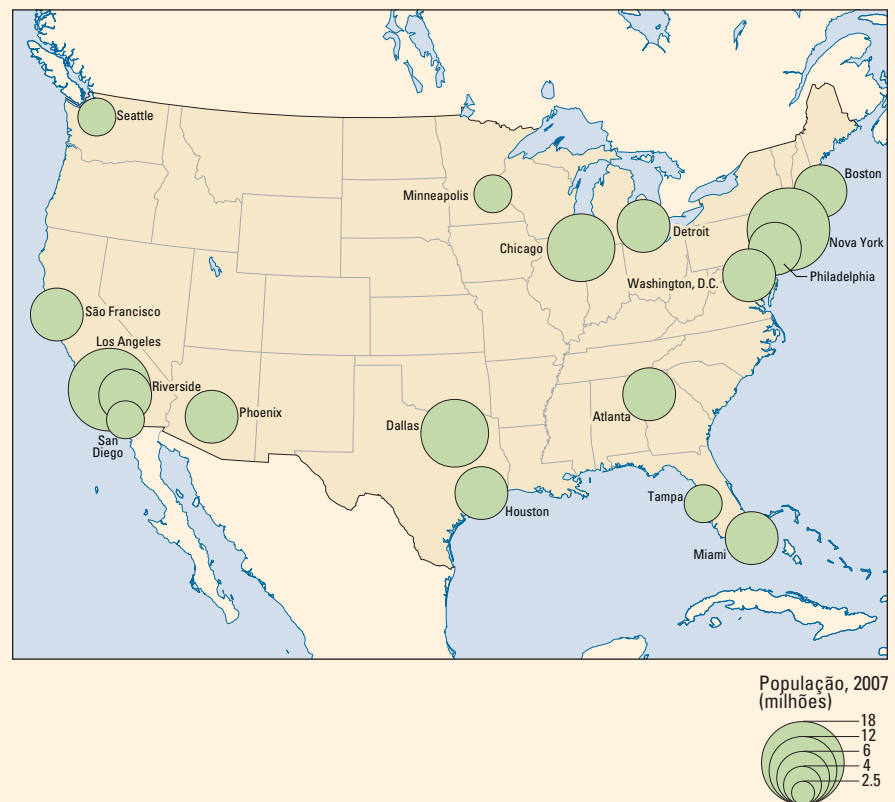 Seattle
Minneapolis
Boston
Chicago
Detroit
Nova York
Washington, D.C.
Philadelphia
São Francisco
Los Angeles
Riverside
San
Diego
Phoenix
Dallas
Atlanta
Houston
Tampa
Miami
População, 2007
(milhões)
18
12
6
4
2.5